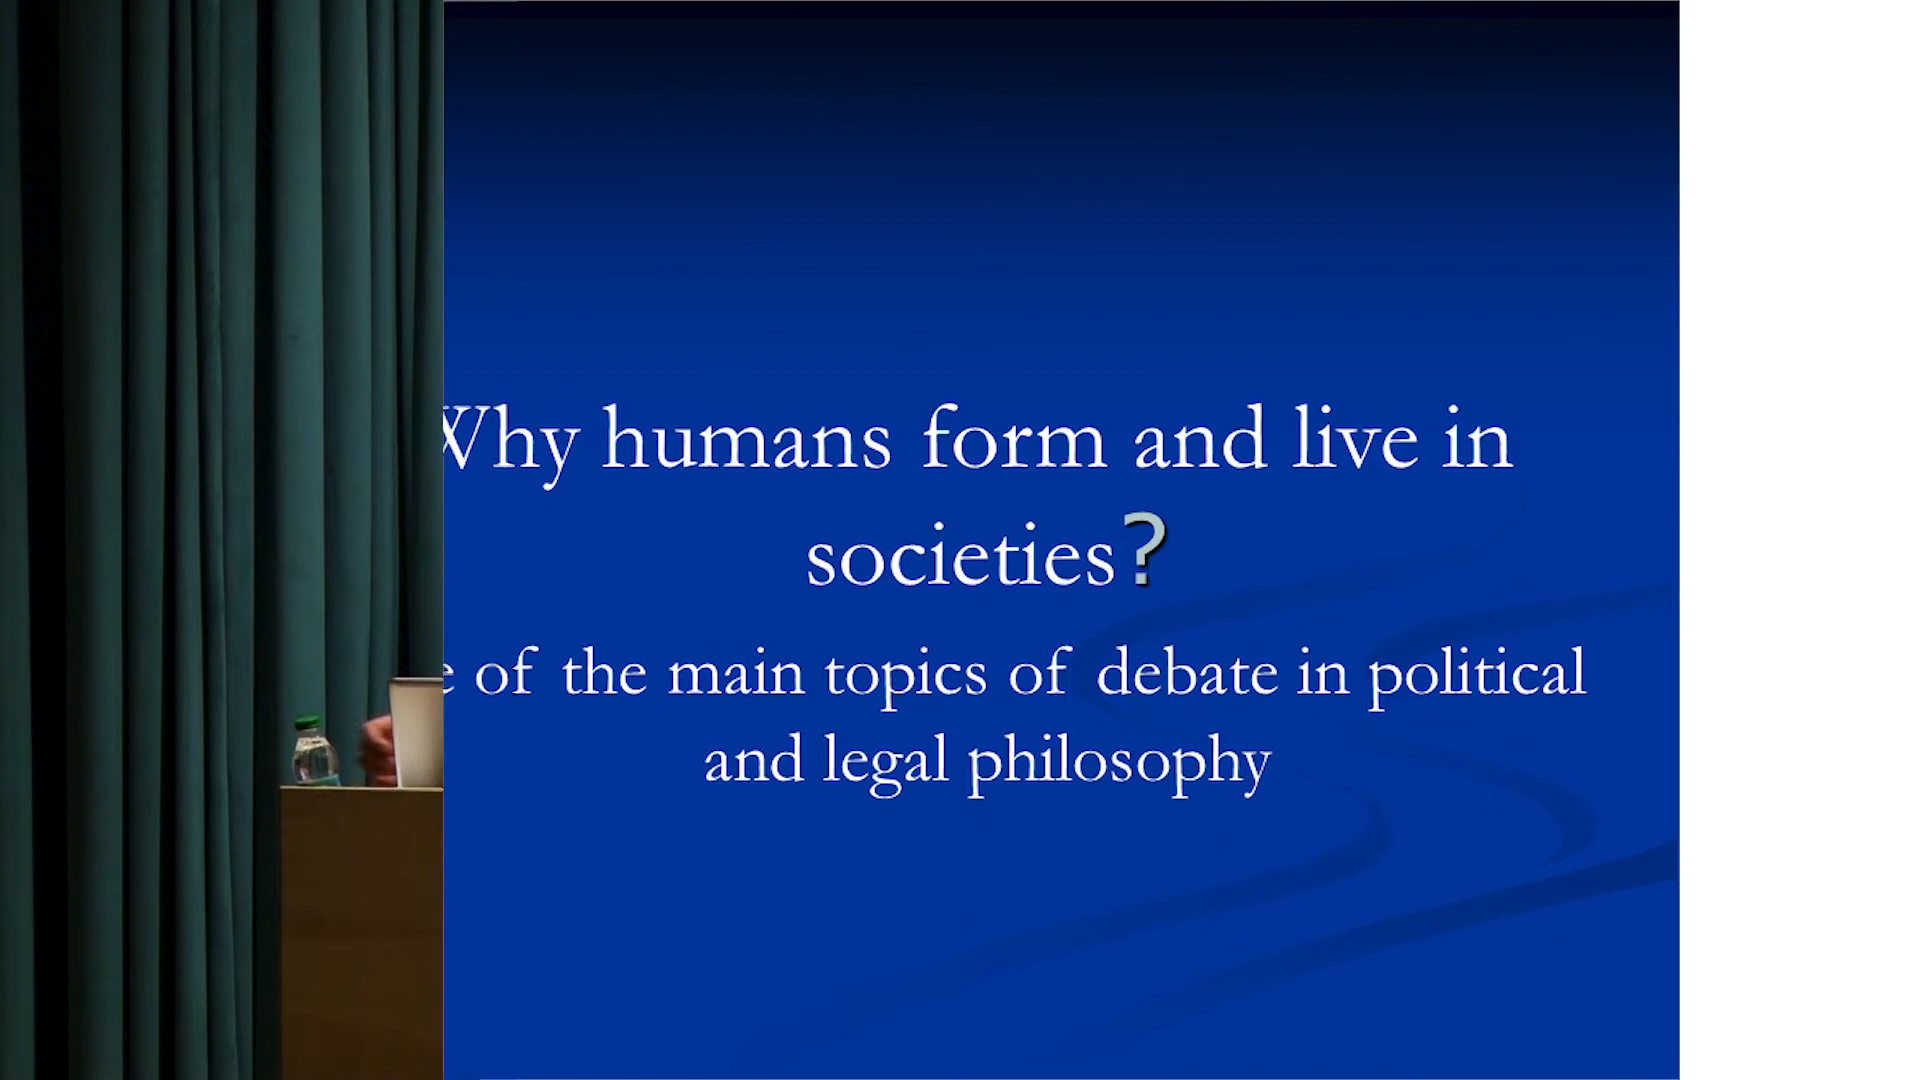 Why humans form and live in
societies?
of the main topics of debate in political
and legal philosophy